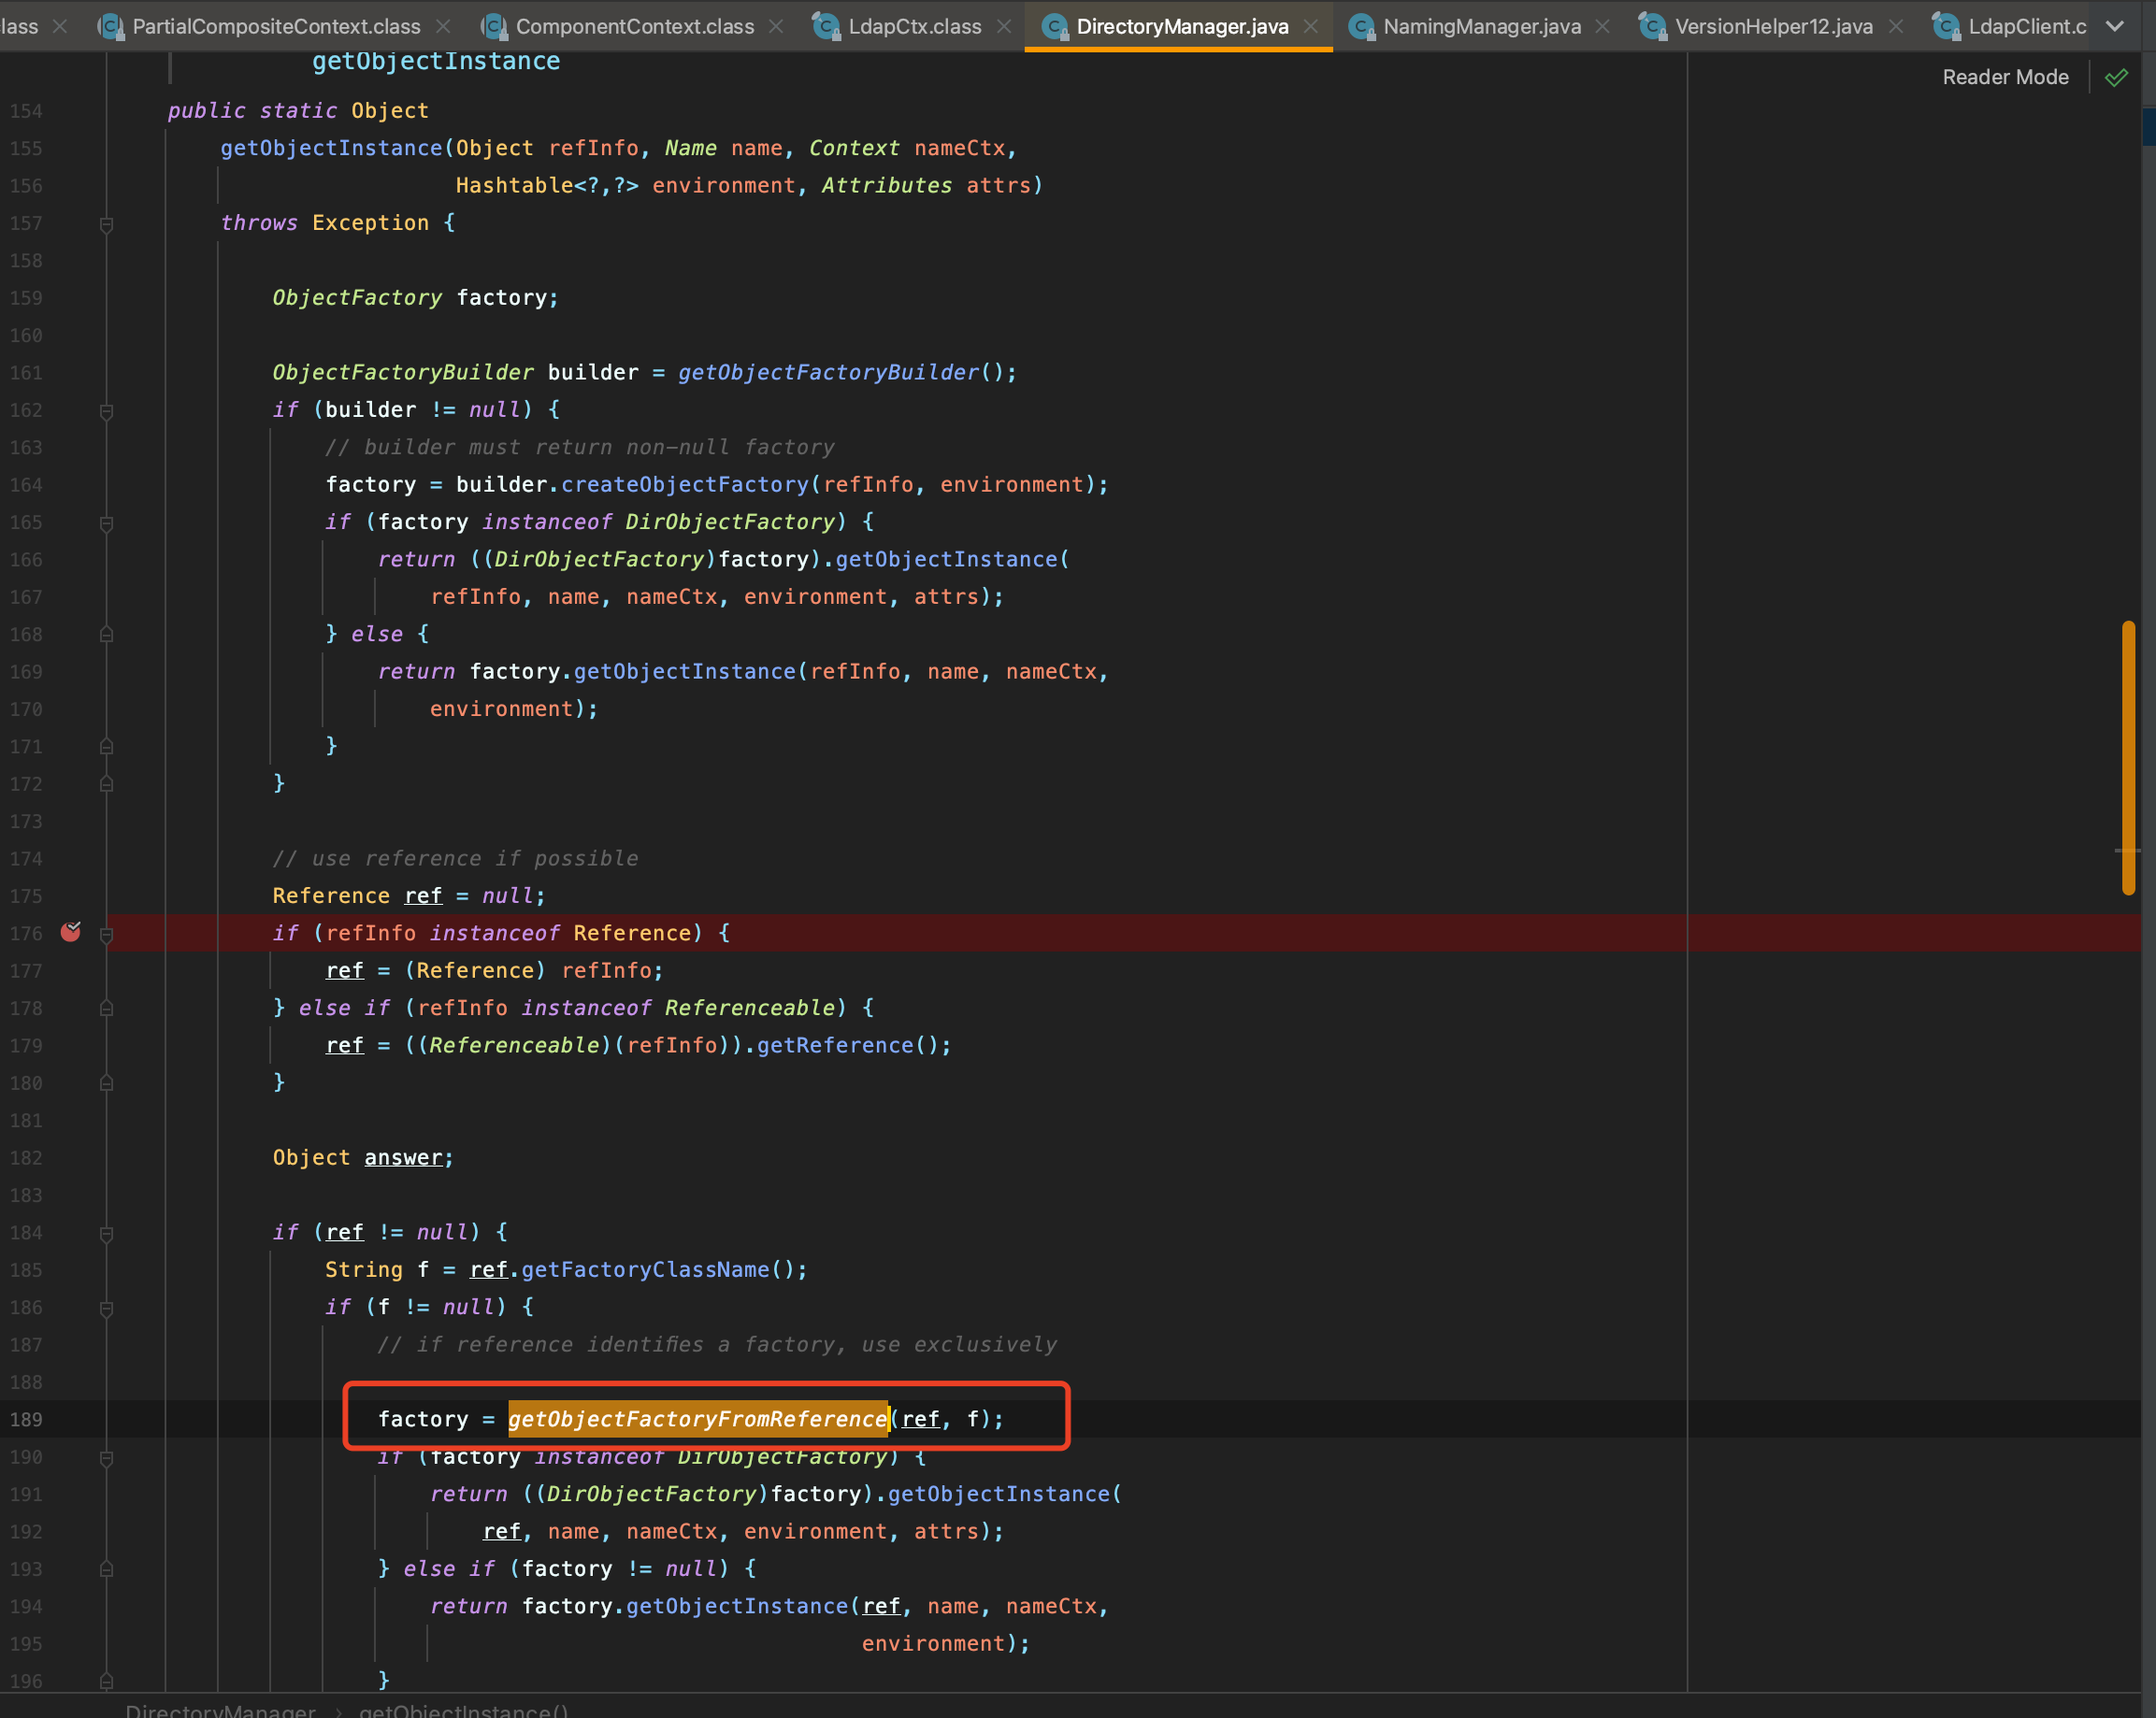 lass PartialCompositeContext.class ComponentContext.class LdapCtx.class DirectoryManager.java NamingManager.java VersionHelper12.java LdapClient.c
getObjectInstance
Reader Mode
154 public static Object
155 getObjectInstance(Object refInfo, Name name, Context nameCtx,
156 Hashtable<?,?> environment, Attributes attrs)
157 throws Exception {
158
159 ObjectFactory factory;
160
161 ObjectFactoryBuilder builder = getObjectFactoryBuilder();
162 if (builder != null) {
163 // builder must return non-null factory
164 factory = builder.createObjectFactory(refInfo, environment);
165 if (factory instanceof DirObjectFactory) {
166 return ((DirObjectFactory)factory).getObjectInstance(
167 refInfo, name, nameCtx, environment, attrs);
168 } else {
169 return factory.getObjectInstance(refInfo, name, nameCtx,
170 environment);
171 }
172 }
173
174 // use reference if possible
175 Reference ref = null;
176 if (refInfo instanceof Reference) {
177 ref = (Reference) refInfo;
178 } else if (refInfo instanceof Referenceable) {
179 ref = ((Referenceable)(refInfo)).getReference();
180 }
181
182 Object answer;
183
184 if (ref != null) {
185 String f = ref.getFactoryClassName();
186 if (f != null) {
187 // if reference identifies a factory, use exclusively
188
189 factory = getObjectFactoryFromReference(ref, f);
190 if (factory instanceof DirObjectFactory) {
191 return ((DirObjectFactory)factory).getObjectInstance(
192 ref, name, nameCtx, environment, attrs);
193 } else if (factory != null) {
194 return factory.getObjectInstance(ref, name, nameCtx,
195 environment);
196 }
DirectoryManager › getObjectInstance()